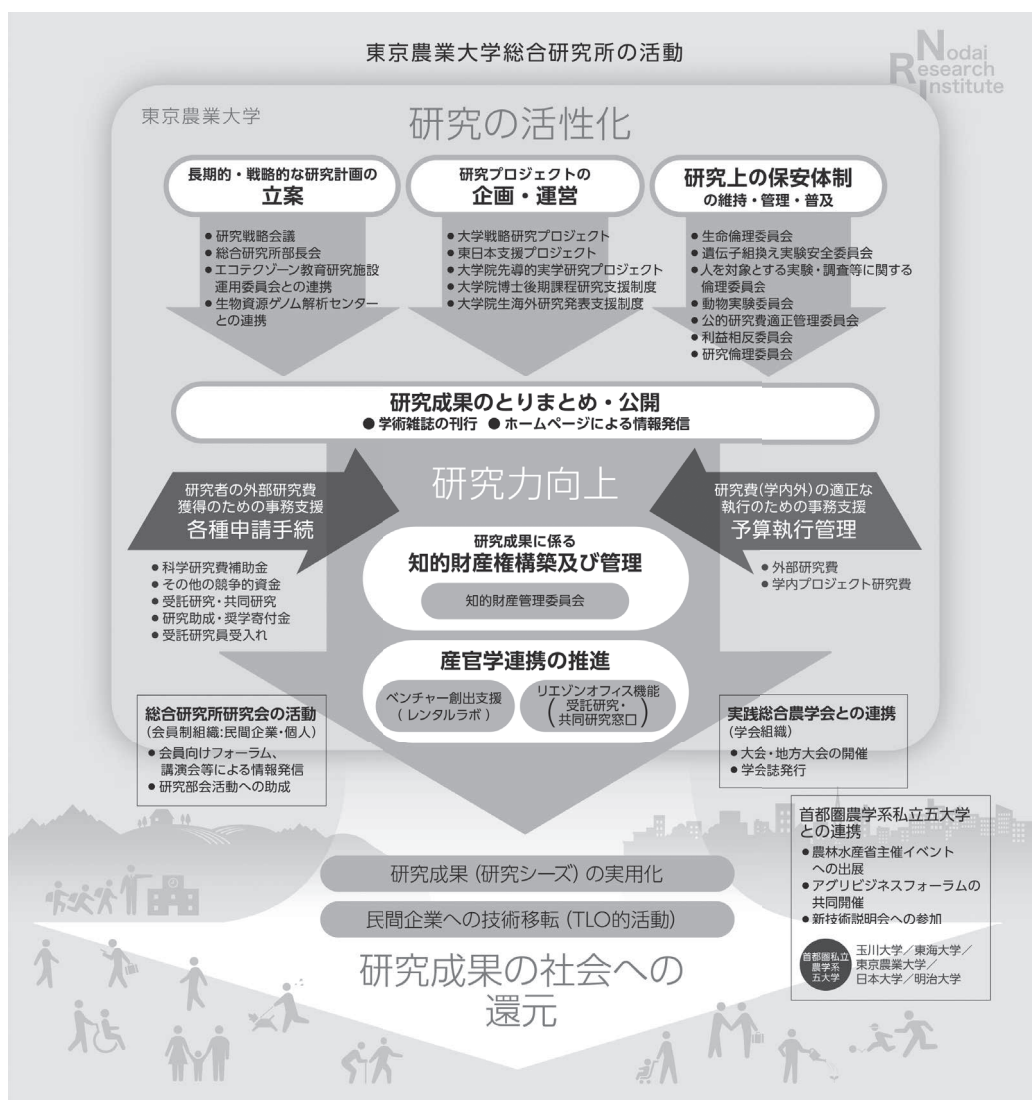 東京農業大学総合研究所の活動
Nodai
Research
Institute
東京農業大学
研究の活性化
長期的・戦略的な研究計画の
立案
● 研究戦略会議
● 総合研究所部長会
● エコテクゾーン教育研究施設
運用委員会との連携
● 生物資源ゲノム解析センター
との連携
研究プロジェクトの
企画・運営
● 大学戦略研究プロジェクト
● 東日本支援プロジェクト
● 大学院先導的実学研究プロジェクト
● 大学院博士後期課程研究支援制度
● 大学院生海外研究発表支援制度
研究上の保安体制
の維持・管理・普及
● 生命倫理委員会
● 遺伝子組換え実験安全委員会
● 人を対象とする実験・調査等に関する
倫理委員会
● 動物実験委員会
● 公的研究費適正管理委員会
● 利益相反委員会
● 研究倫理委員会
研究成果のとりまとめ・公開
● 学術雑誌の刊行 ● ホームページによる情報発信
研究力向上
研究者の外部研究費
獲得のための事務支援
各種申請手続
● 科学研究費補助金
● その他の競争的資金
● 受託研究・共同研究
● 研究助成・奨学寄付金
● 受託研究員受入れ
研究費(学内外)の適正な
執行のための事務支援
予算執行管理
● 外部研究費
● 学内プロジェクト研究費
研究成果に係る
知的財産権構築及び管理
知的財産管理委員会
産官学連携の推進
ベンチャー創出支援
(レンタルラボ)
リエゾンオフィス機能
(受託研究・
共同研究窓口)
総合研究所研究会の活動
(会員制組織:民間企業・個人)
● 会員向けフォーラム、
講演会等による情報発信
● 研究部会活動への助成
実践総合農学会との連携
(学会組織)
● 大会・地方大会の開催
● 学会誌発行
首都圏農学系私立五大学
との連携
● 農林水産省主催イベント
への出展
● アグリビジネスフォーラムの
共同開催
● 新技術説明会への参加
首都圏私立
農学系
五大学
玉川大学/東海大学/
東京農業大学/
日本大学/明治大学
研究成果(研究シーズ)の実用化
民間企業への技術移転(TLO的活動)
研究成果の社会への
還元